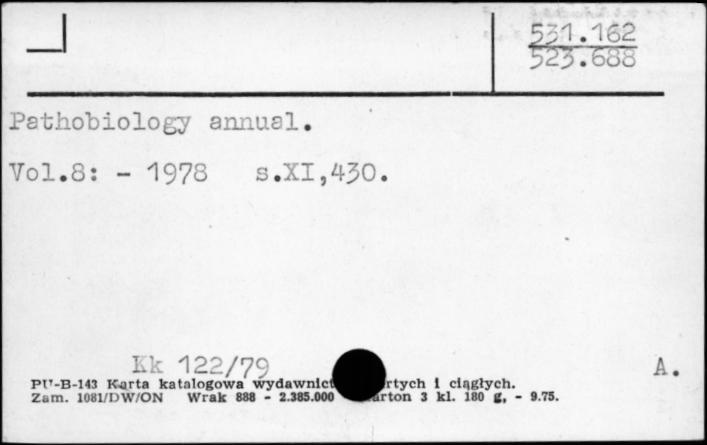 531.162
523.688
Pathobiology annual.
Vol.8: - 1978 s.XI,430.
Kk 122/79 A.
PU-B-143 Karta katalogowa wydawnict rtych i ciągłych.
Zam. 1081/DW/ON Wrak 888 - 2.385.000 arton 3 kl. 180 g, - 9.75.